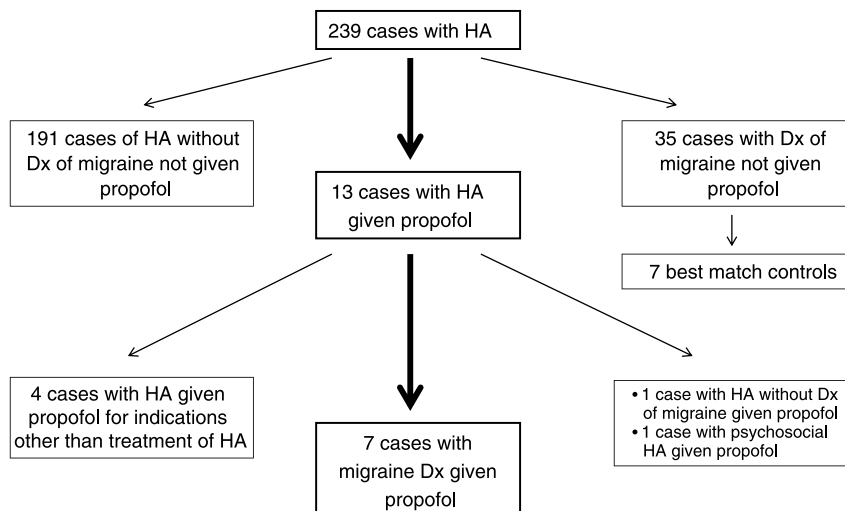 239 cases with HA
191 cases of HA without
Dx of migraine not given
propofol
35 cases with Dx of
migraine not given
propofol
13 cases with HA
given propofol
7 best match controls
4 cases with HA given
propofol for indications
other than treatment of HA
• 1 case with HA without Dx
of migraine given propofol
• 1 case with psychosocial
HA given propofol
7 cases with
migraine Dx given
propofol